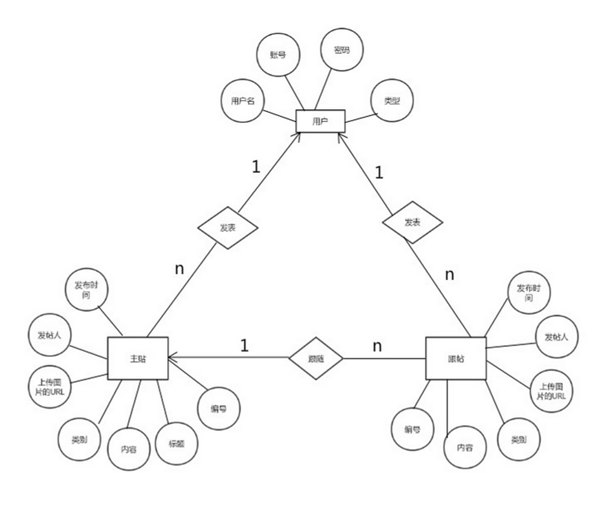 账号
密码
用户名
类型
用户
1
1
发表
发表
n
n
发布时
间
发布时
间
发帖人
发帖人
主贴
1
跟随
n
跟帖
上传图
片的URL
上传图
片的URL
编号
编号
类别
内容
标题
内容
类别